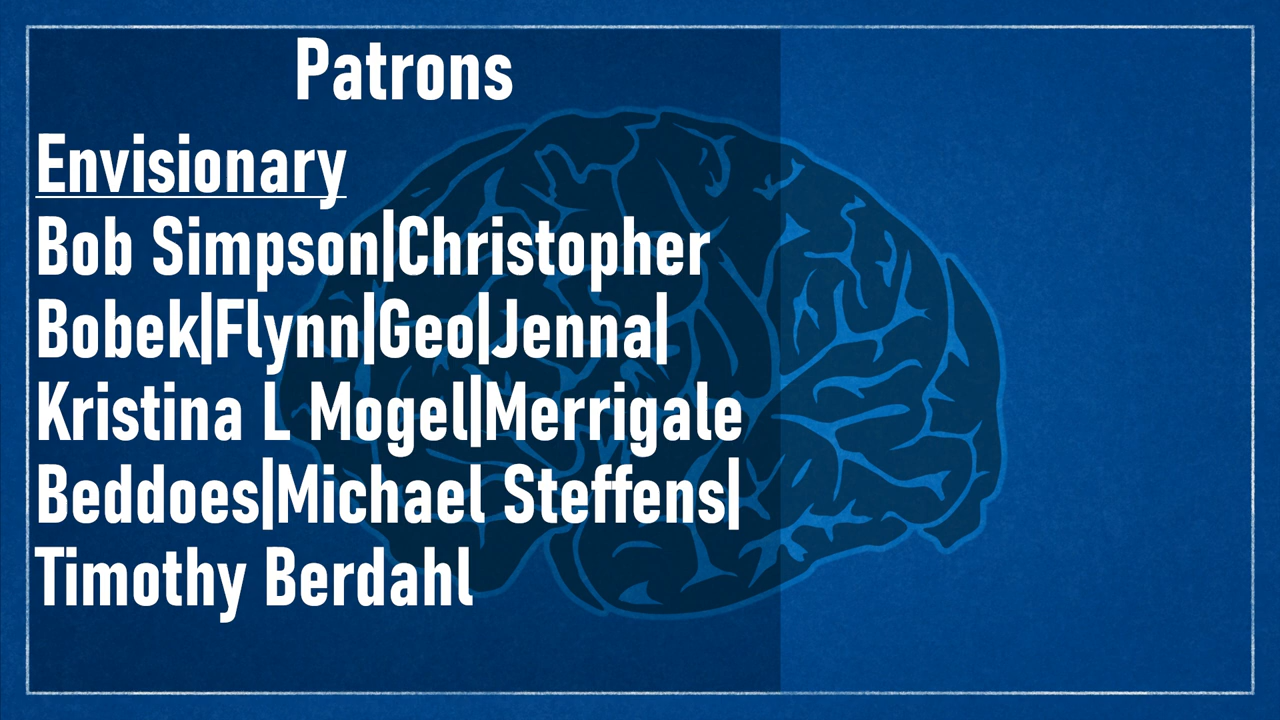 Patrons
Envisionary
Bob Simpson|Christopher
Bobek|Flynn|Geo|Jenna|
Kristina L Mogel|Merrigale
Beddoes|Michael Steffens|
Timothy Berdahl